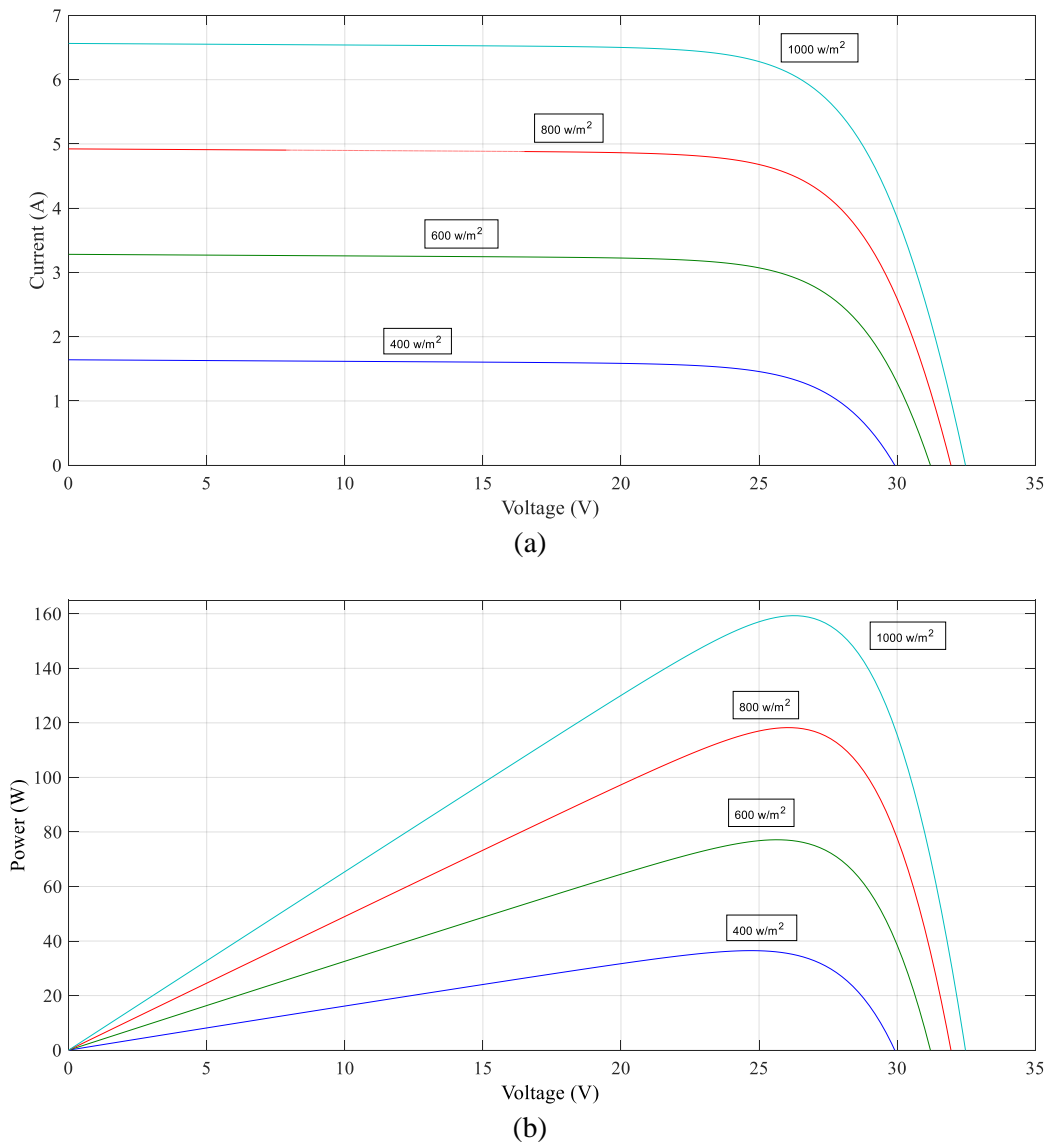 7
1000 w/m2
6
800 w/m2
5
4
Current (A)
600 w/m2
3
2
400 w/m2
1
0
0 5 10 15 20 25 30 35
Voltage (V)
(a)
160
1000 w/m2
140
120
800 w/m2
100
Power (W)
80
600 w/m2
60
40
400 w/m2
20
0
0 5 10 15 20 25 30 35
Voltage (V)
(b)